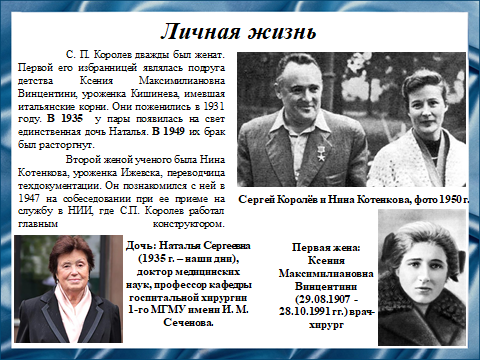 Личная жизнь
С. П. Королев дважды был женат.
Первой его избранницей являлась подруга
детства Ксения Максимилиановна
Винцентини, уроженка Кишинева, имевшая
итальянские корни. Они поженились в 1931
году. В 1935 у пары появилась на свет
единственная дочь Наталья. В 1949 их брак
был расторгнут.
Второй женой ученого была Нина
Котенкова, уроженка Ижевска, переводчица
техдокументации. Он познакомился с ней в
1947 на собеседовании при ее приеме на
службу в НИИ, где С.П. Королев работал
главным конструктором.
Сергей Королёв и Нина Котенкова, фото 1950 г.
Дочь: Наталья Сергеевна
(1935 г. – наши дни),
доктор медицинских
наук, профессор кафедры
госпитальной хирургии
1-го МГМУ имени И. М.
Сеченова.
Первая жена:
Ксения
Максимилиановна
Винцентини
(29.08.1907 -
28.10.1991 гг.) врач-
хирург